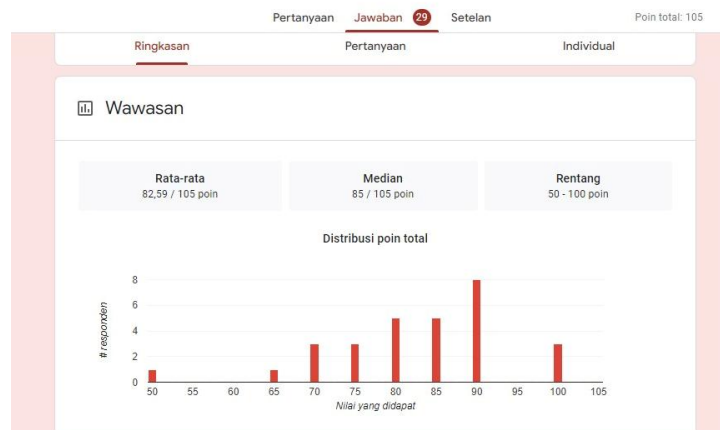 Pertanyaan Jawaban 29 Setelan Poin total: 105
Ringkasan Pertanyaan Individual
Wawasan
Rata-rata Median Rentang
82,59 / 105 poin 85 / 105 poin 50 - 100 poin
Distribusi poin total
8
6
4
2
0
# responden
50 55 60 65 70 75 80 85 90 95 100 105
Nilai yang didapat